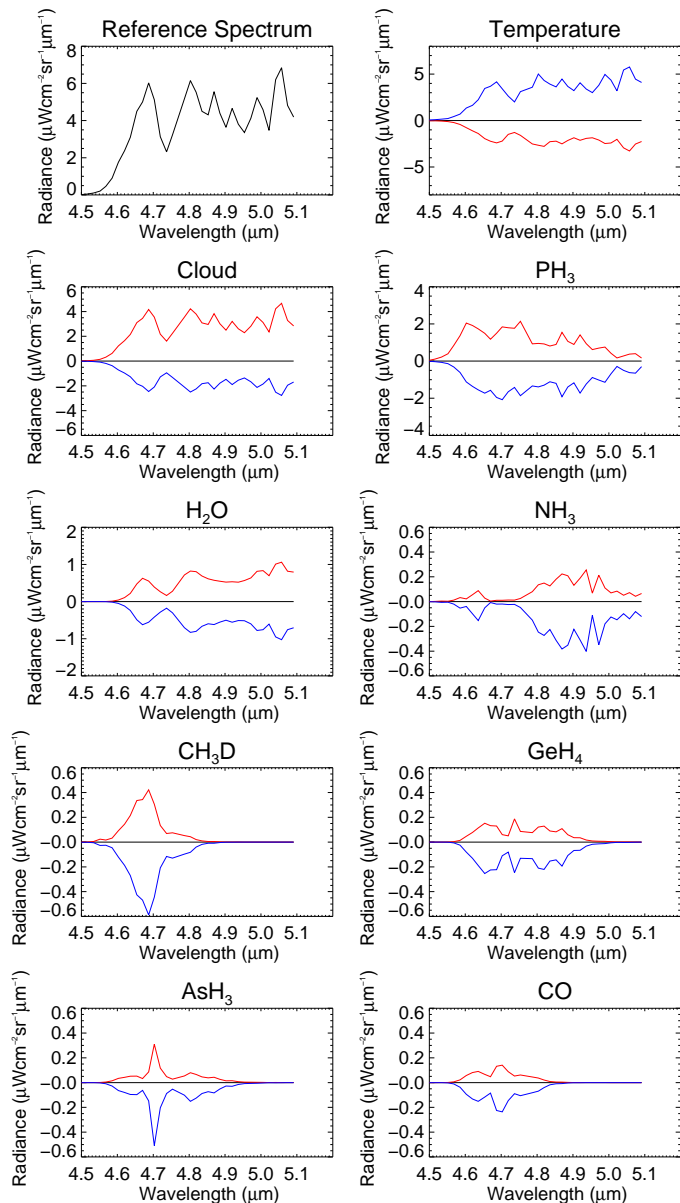 Reference Spectrum
Radiance (μWcm⁻²sr⁻¹μm⁻¹)
8
6
4
2
0
4.5 4.6 4.7 4.8 4.9 5.0 5.1
Wavelength (μm)
Temperature
Radiance (μWcm⁻²sr⁻¹μm⁻¹)
5
0
−5
4.5 4.6 4.7 4.8 4.9 5.0 5.1
Wavelength (μm)
Cloud
Radiance (μWcm⁻²sr⁻¹μm⁻¹)
6
4
2
0
−2
−4
−6
4.5 4.6 4.7 4.8 4.9 5.0 5.1
Wavelength (μm)
PH₃
Radiance (μWcm⁻²sr⁻¹μm⁻¹)
4
2
0
−2
−4
4.5 4.6 4.7 4.8 4.9 5.0 5.1
Wavelength (μm)
H₂O
Radiance (μWcm⁻²sr⁻¹μm⁻¹)
2
1
0
−1
−2
4.5 4.6 4.7 4.8 4.9 5.0 5.1
Wavelength (μm)
NH₃
Radiance (μWcm⁻²sr⁻¹μm⁻¹)
0.6
0.4
0.2
−0.0
−0.2
−0.4
−0.6
4.5 4.6 4.7 4.8 4.9 5.0 5.1
Wavelength (μm)
CH₃D
Radiance (μWcm⁻²sr⁻¹μm⁻¹)
0.6
0.4
0.2
−0.0
−0.2
−0.4
−0.6
4.5 4.6 4.7 4.8 4.9 5.0 5.1
Wavelength (μm)
GeH₄
Radiance (μWcm⁻²sr⁻¹μm⁻¹)
0.6
0.4
0.2
−0.0
−0.2
−0.4
−0.6
4.5 4.6 4.7 4.8 4.9 5.0 5.1
Wavelength (μm)
AsH₃
Radiance (μWcm⁻²sr⁻¹μm⁻¹)
0.6
0.4
0.2
−0.0
−0.2
−0.4
−0.6
4.5 4.6 4.7 4.8 4.9 5.0 5.1
Wavelength (μm)
CO
Radiance (μWcm⁻²sr⁻¹μm⁻¹)
0.6
0.4
0.2
−0.0
−0.2
−0.4
−0.6
4.5 4.6 4.7 4.8 4.9 5.0 5.1
Wavelength (μm)